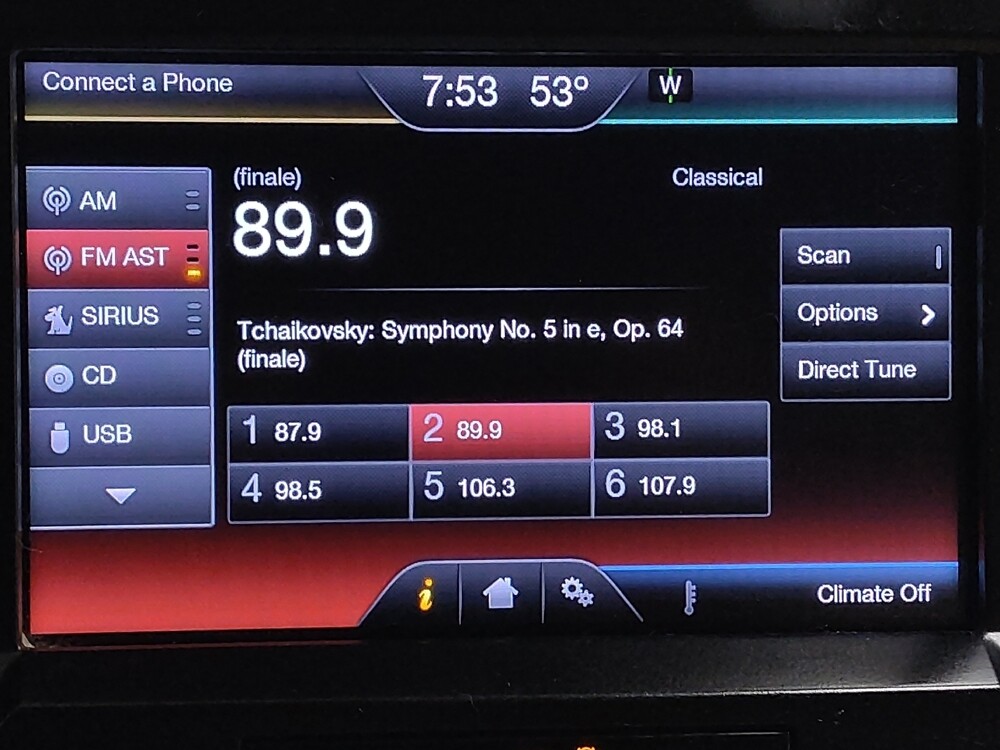 Connect a Phone
7:53 53° W
AM
FM AST
SIRIUS
CD
USB
(finale)
89.9
Classical
Tchaikovsky: Symphony No. 5 in e, Op. 64
(finale)
1 87.9 2 89.9 3 98.1
4 98.5 5 106.3 6 107.9
Scan
Options
Direct Tune
i
Climate Off